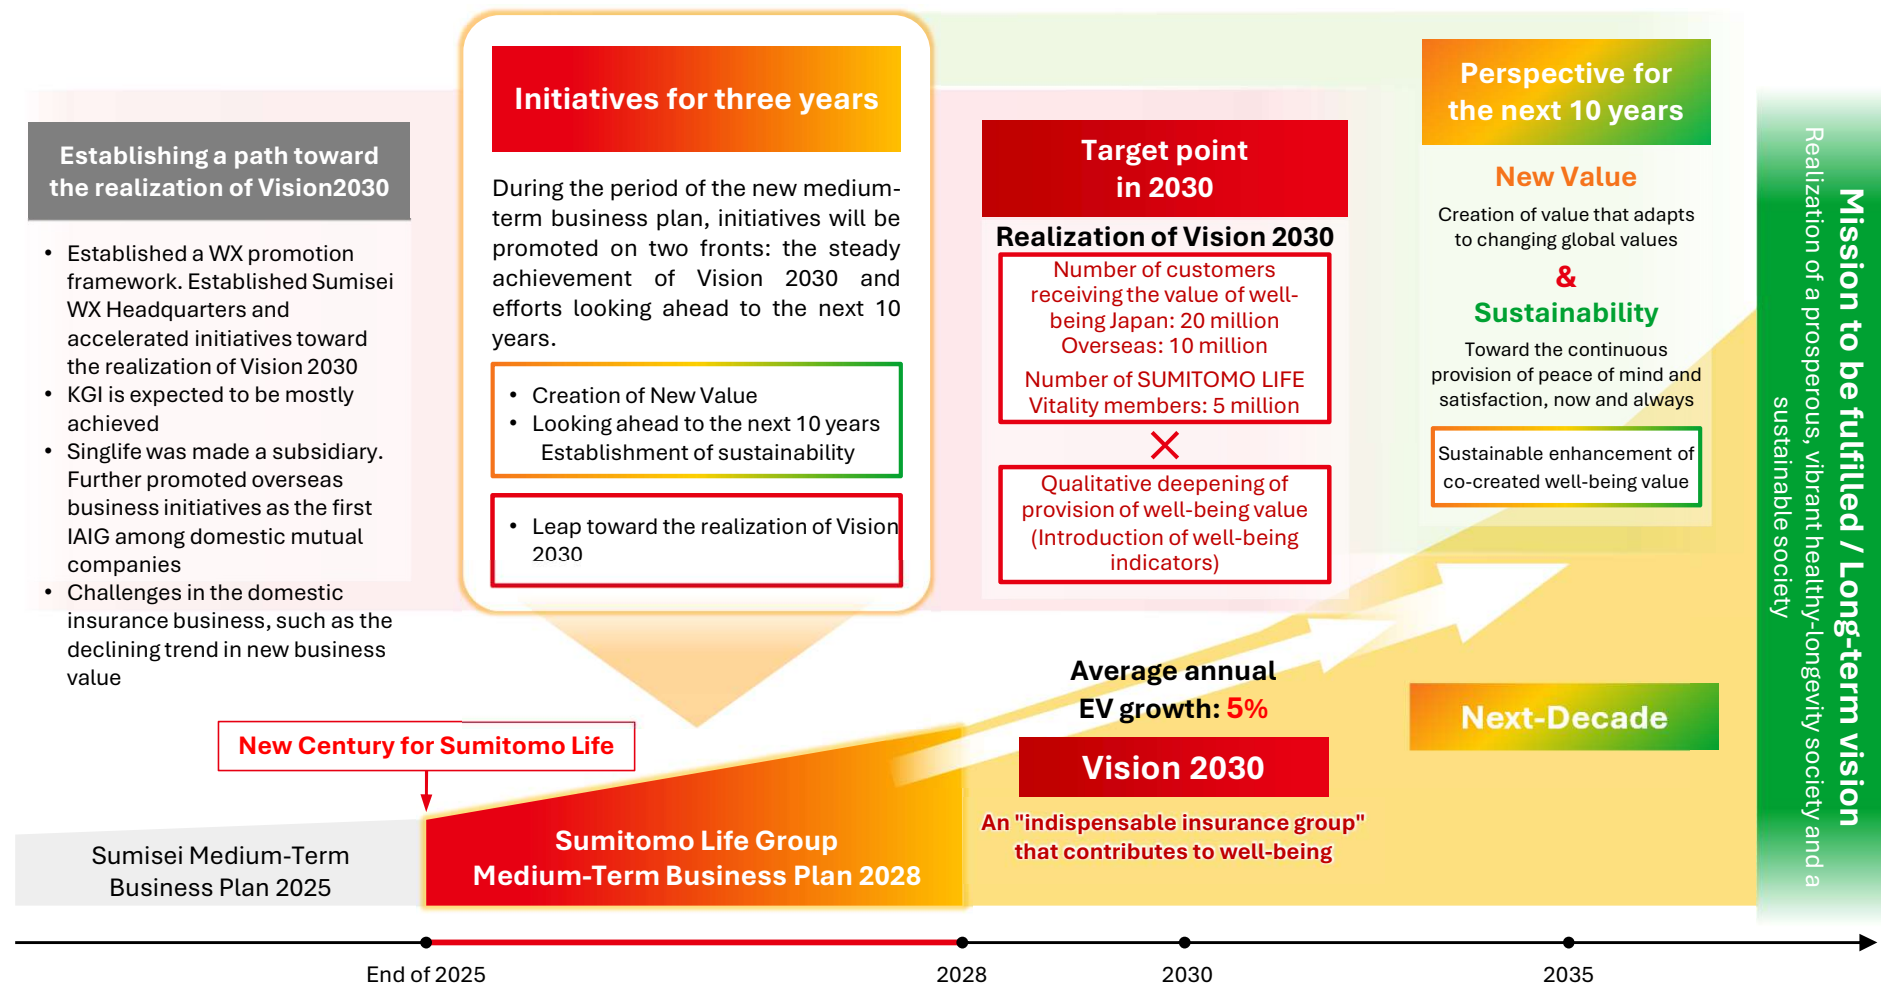 Establishing a path toward
the realization of Vision2030
• Established a WX promotion
framework. Established Sumisei
WX Headquarters and
accelerated initiatives toward
the realization of Vision 2030
• KGI is expected to be mostly
achieved
• Singlife was made a subsidiary.
Further promoted overseas
business initiatives as the first
IAIG among domestic mutual
companies
• Challenges in the domestic
insurance business, such as the
declining trend in new business
value
Initiatives for three years
During the period of the new medium-
term business plan, initiatives will be
promoted on two fronts: the steady
achievement of Vision 2030 and
efforts looking ahead to the next 10
years.
• Creation of New Value
• Looking ahead to the next 10 years
Establishment of sustainability
• Leap toward the realization of Vision
2030
Target point
in 2030
Realization of Vision 2030
Number of customers
receiving the value of well-
being Japan: 20 million
Overseas: 10 million
Number of SUMITOMO LIFE
Vitality members: 5 million
×
Qualitative deepening of
provision of well-being value
(Introduction of well-being
indicators)
Perspective for
the next 10 years
New Value
Creation of value that adapts
to changing global values
&
Sustainability
Toward the continuous
provision of peace of mind and
satisfaction, now and always
Sustainable enhancement of
co-created well-being value
Mission to be fulfilled / Long-term vision
Realization of a prosperous, vibrant healthy-longevity society and a
sustainable society
New Century for Sumitomo Life
Average annual
EV growth: 5%
Vision 2030
An "indispensable insurance group"
that contributes to well-being
Next-Decade
Sumisei Medium-Term
Business Plan 2025
Sumitomo Life Group
Medium-Term Business Plan 2028
End of 2025
2028
2030
2035